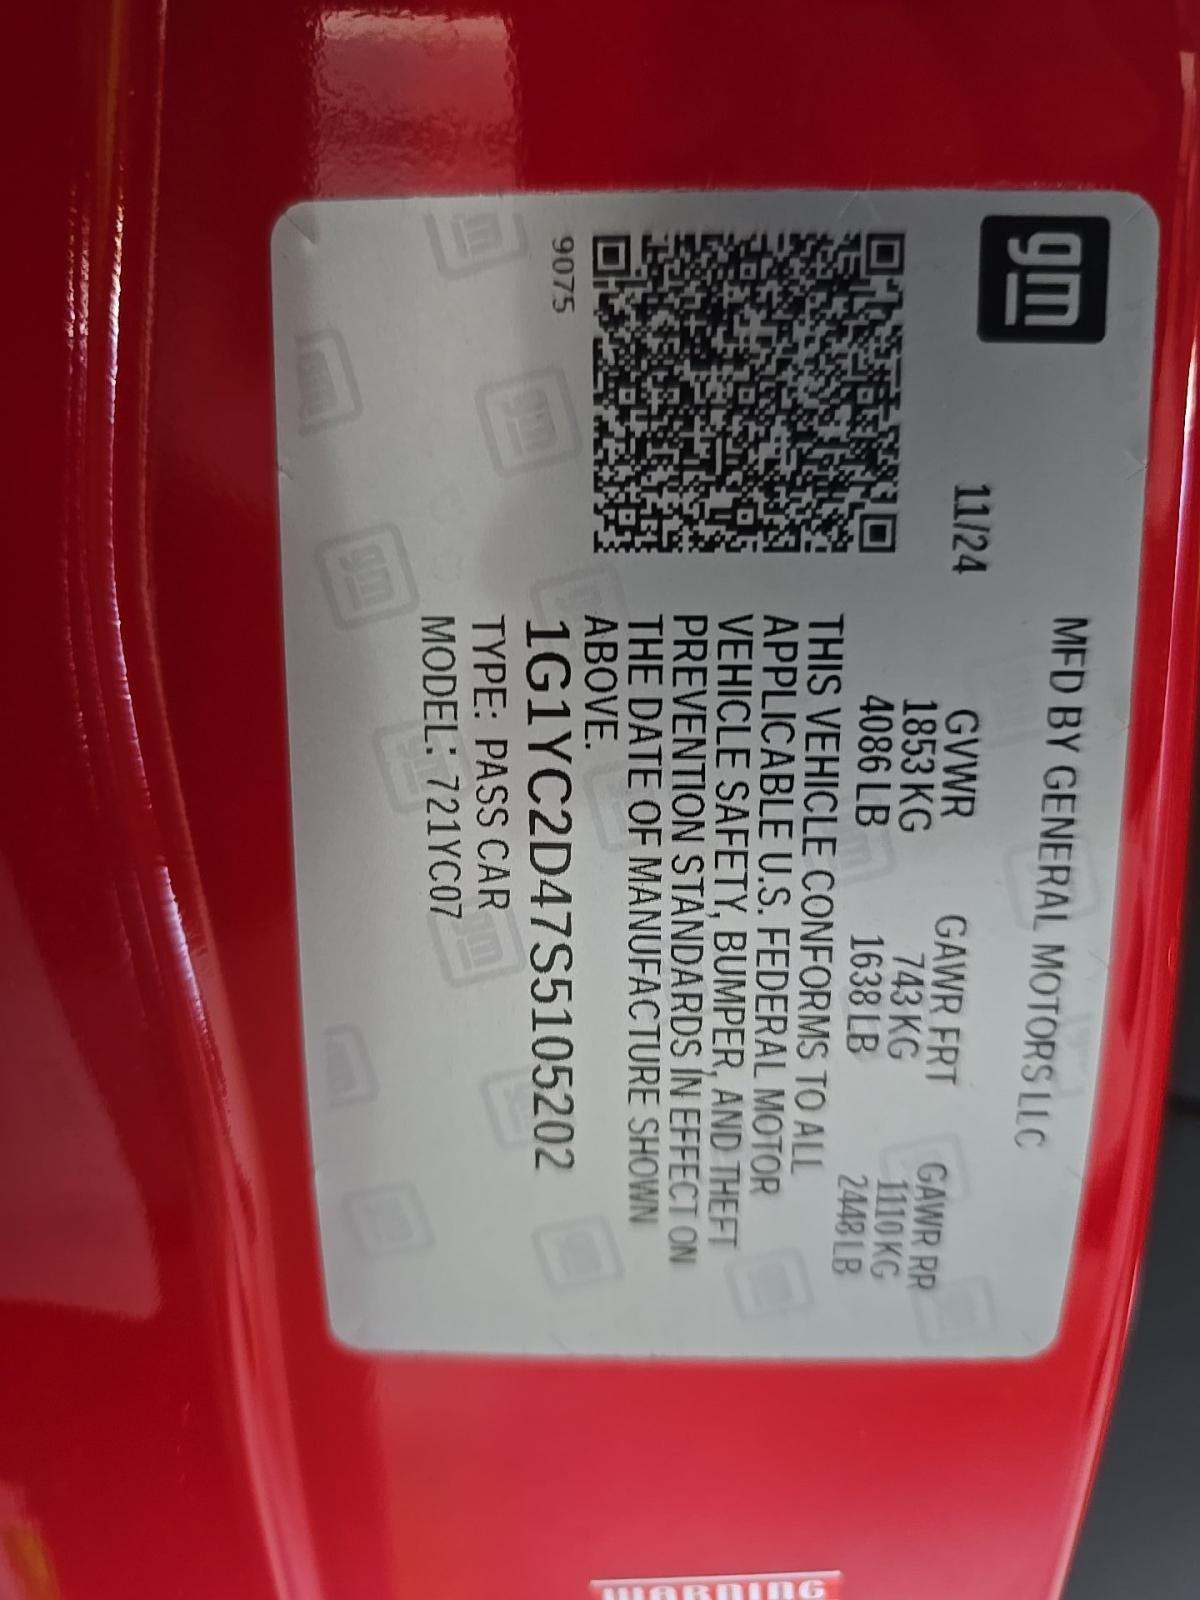 gm
MFD BY GENERAL MOTORS LLC
11/24
GVWR GAWR FRT GAWR RR
1853 KG 743 KG 1110 KG
4086 LB 1638 LB 2448 LB
THIS VEHICLE CONFORMS TO ALL
APPLICABLE U.S. FEDERAL MOTOR
VEHICLE SAFETY, BUMPER, AND THEFT
PREVENTION STANDARDS IN EFFECT ON
THE DATE OF MANUFACTURE SHOWN
ABOVE.
9075
1G1YC2D47S5105202
TYPE: PASS CAR
MODEL: 721YC07
WARNING